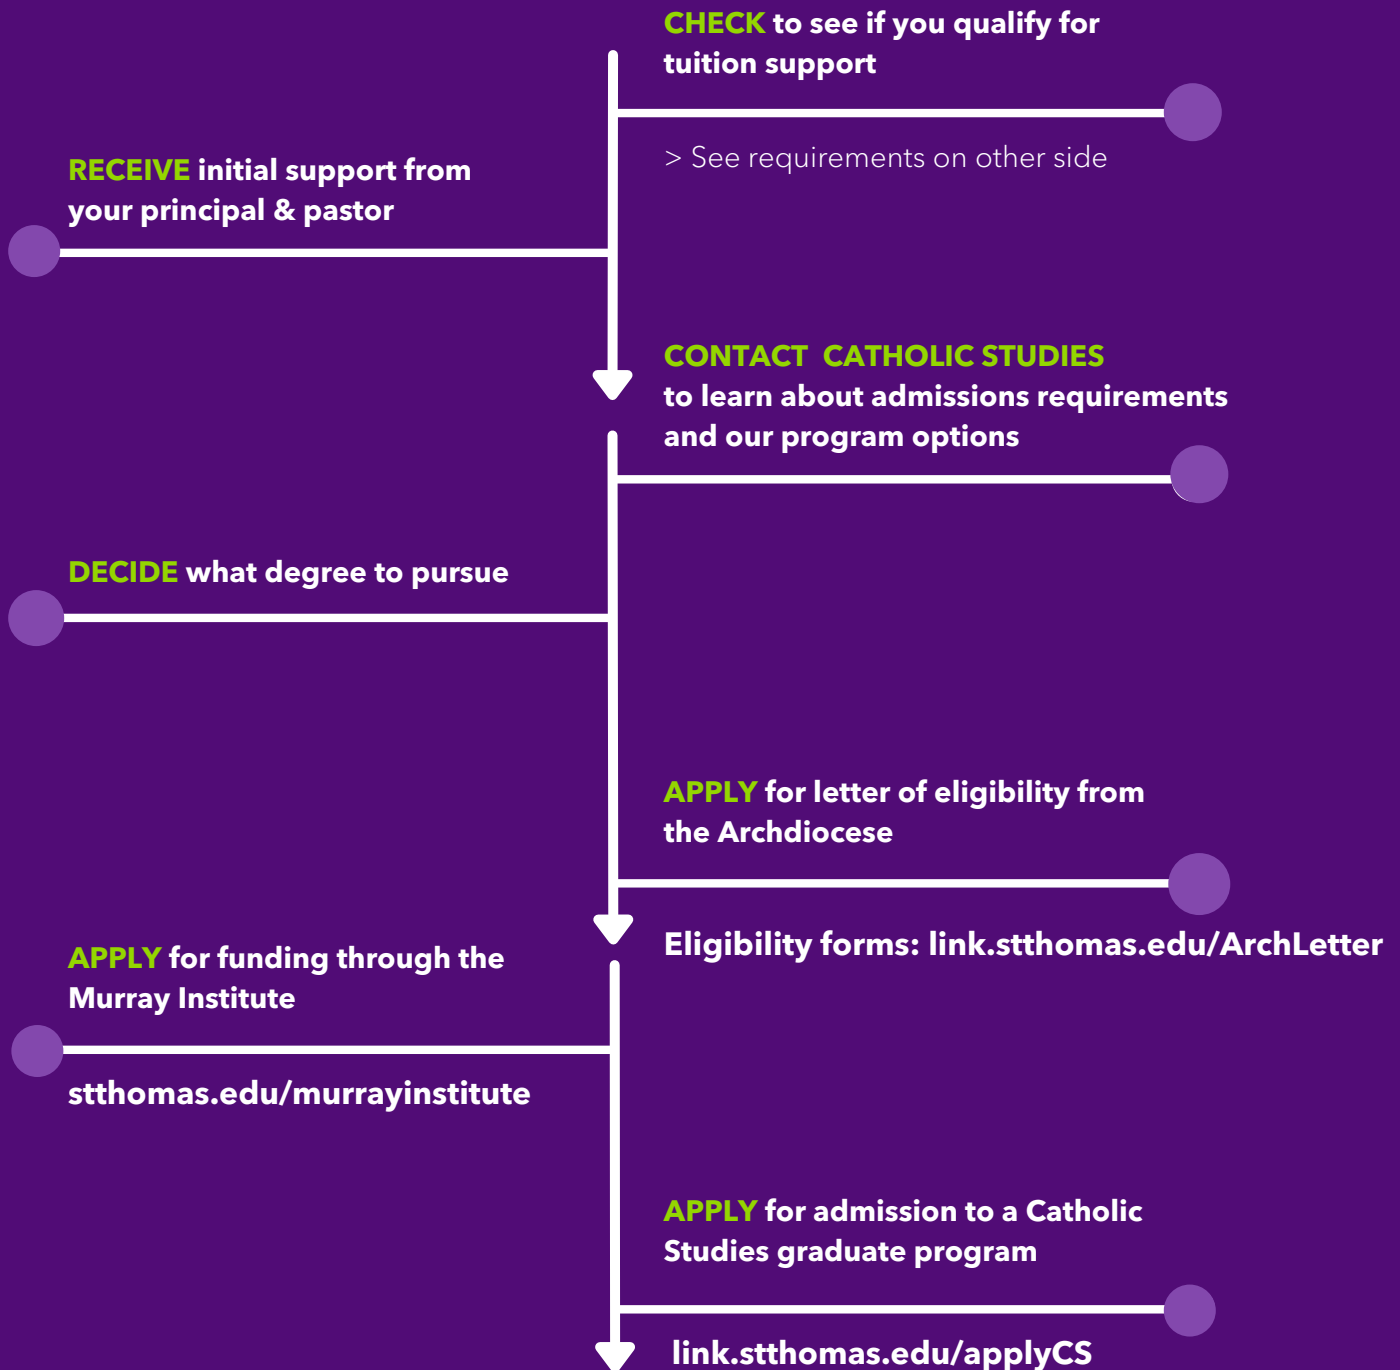 CHECK to see if you qualify for
tuition support
> See requirements on other side
RECEIVE initial support from
your principal & pastor
CONTACT CATHOLIC STUDIES
to learn about admissions requirements
and our program options
DECIDE what degree to pursue
APPLY for letter of eligibility from
the Archdiocese
Eligibility forms: link.stthomas.edu/ArchLetter
APPLY for funding through the
Murray Institute
stthomas.edu/murrayinstitute
APPLY for admission to a Catholic
Studies graduate program
link.stthomas.edu/applyCS